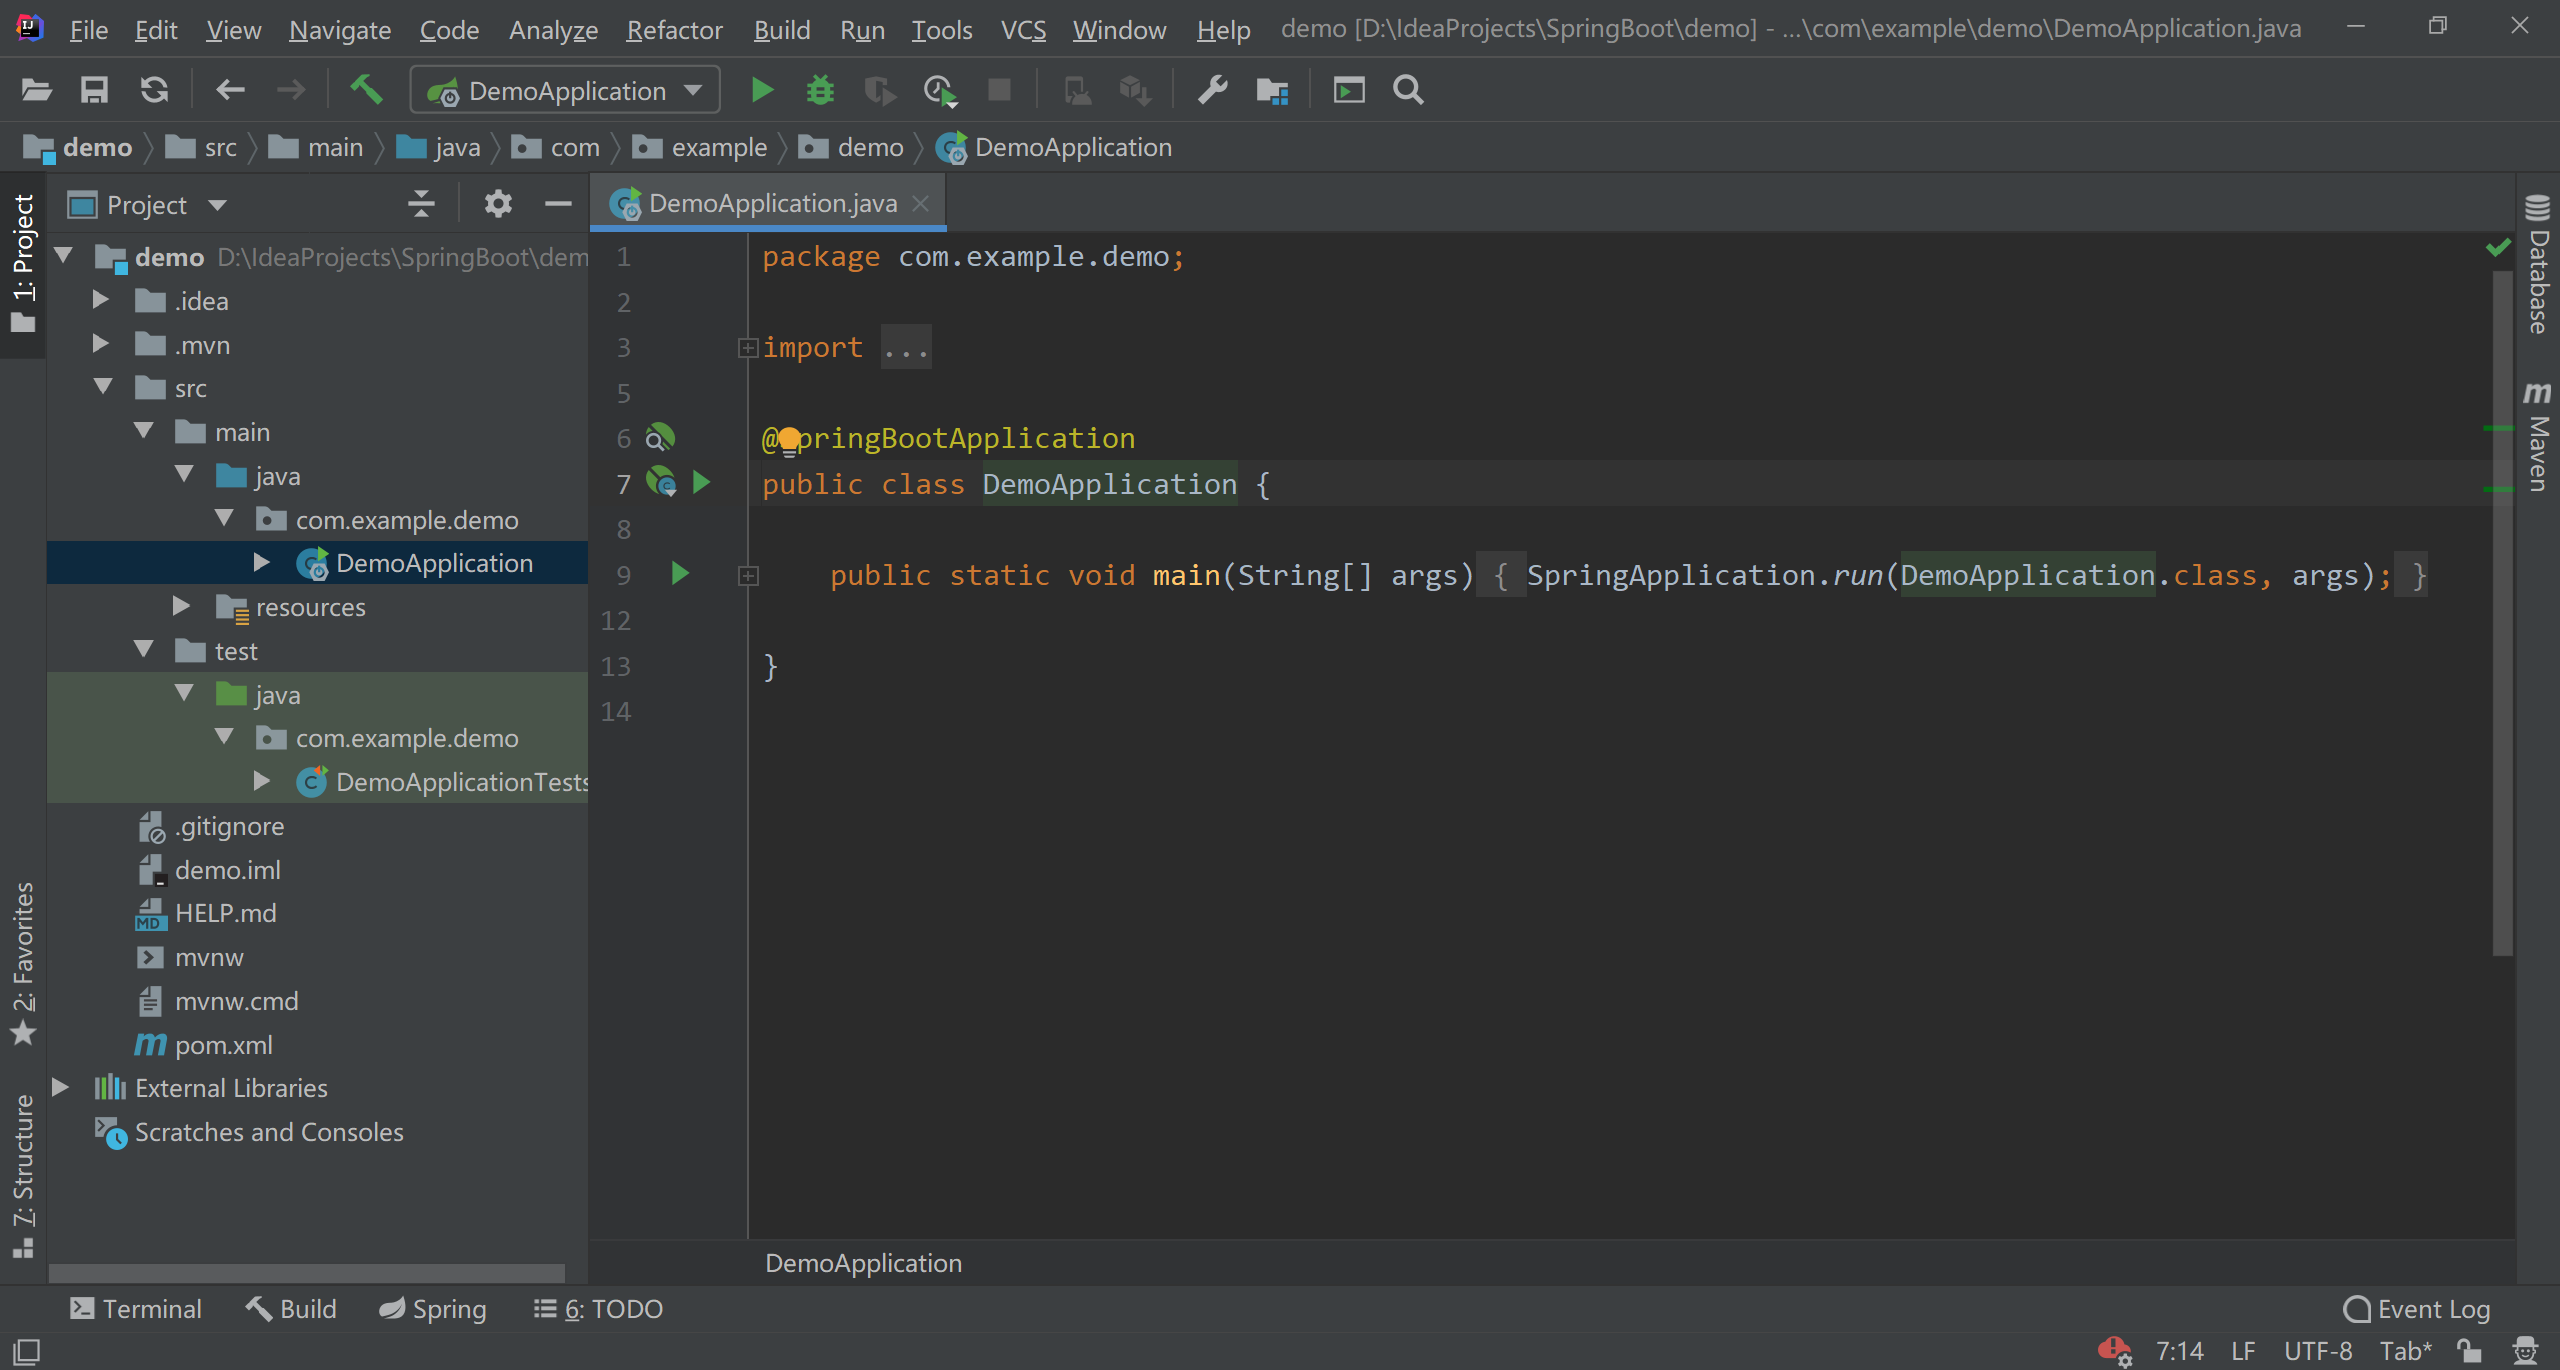 File Edit View Navigate Code Analyze Refactor Build Run Tools VCS Window Help demo [D:\IdeaProjects\SpringBoot\demo] - ...\com\example\demo\DemoApplication.java
DemoApplication
demo src main java com example demo DemoApplication
1: Project
2: Favorites
7: Structure
Project
demo D:\IdeaProjects\SpringBoot\dem
.idea
.mvn
src
main
java
com.example.demo
DemoApplication
resources
test
java
com.example.demo
DemoApplicationTests
.gitignore
demo.iml
MD HELP.md
mvnw
mvnw.cmd
m pom.xml
External Libraries
Scratches and Consoles
DemoApplication.java
1 package com.example.demo;
2
3 import ...
5
6 @SpringBootApplication
7 public class DemoApplication {
8
9 public static void main(String[] args) { SpringApplication.run(DemoApplication.class, args); }
12
13 }
14
DemoApplication
Database
m Maven
Terminal Build Spring 6: TODO Event Log
7:14 LF UTF-8 Tab*